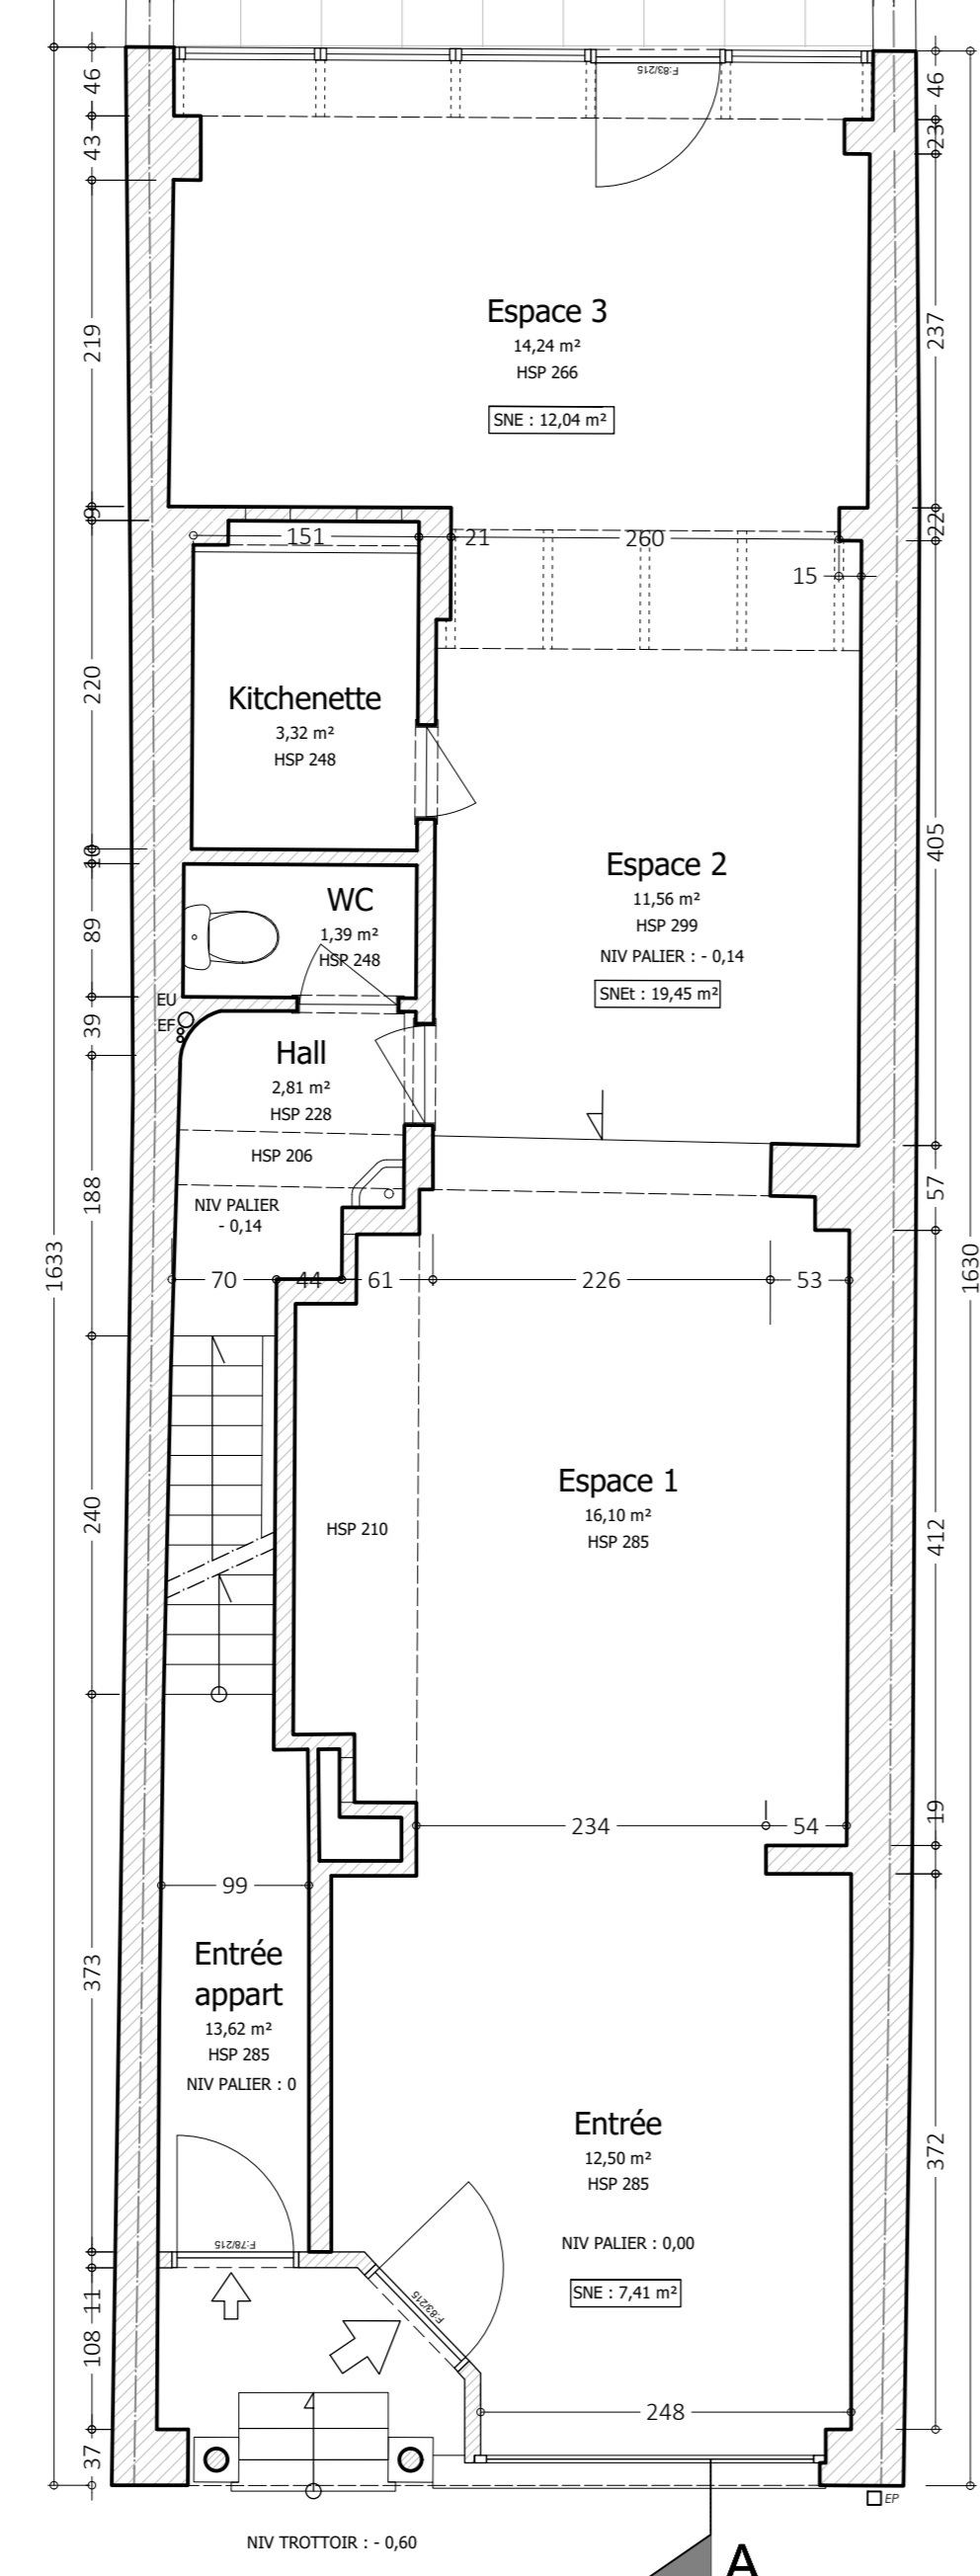 F:83/215
46
43
219
9
220
10
89
39
188
240
373
11
108
37
1633
46
23
237
22
405
57
412
19
372
1630
Espace 3
14,24 m²
HSP 266
SNE : 12,04 m²
151
21
260
15
Kitchenette
3,32 m²
HSP 248
Espace 2
11,56 m²
HSP 299
NIV PALIER : - 0,14
SNEt : 19,45 m²
WC
1,39 m²
HSP 248
EU
EF
Hall
2,81 m²
HSP 228
HSP 206
NIV PALIER
- 0,14
70
44
61
226
53
Espace 1
16,10 m²
HSP 285
HSP 210
234
54
99
Entrée
appart
13,62 m²
HSP 285
NIV PALIER : 0
Entrée
12,50 m²
HSP 285
NIV PALIER : 0,00
SNE : 7,41 m²
F:78/215
F:83/215
248
EP
NIV TROTTOIR : - 0,60
A